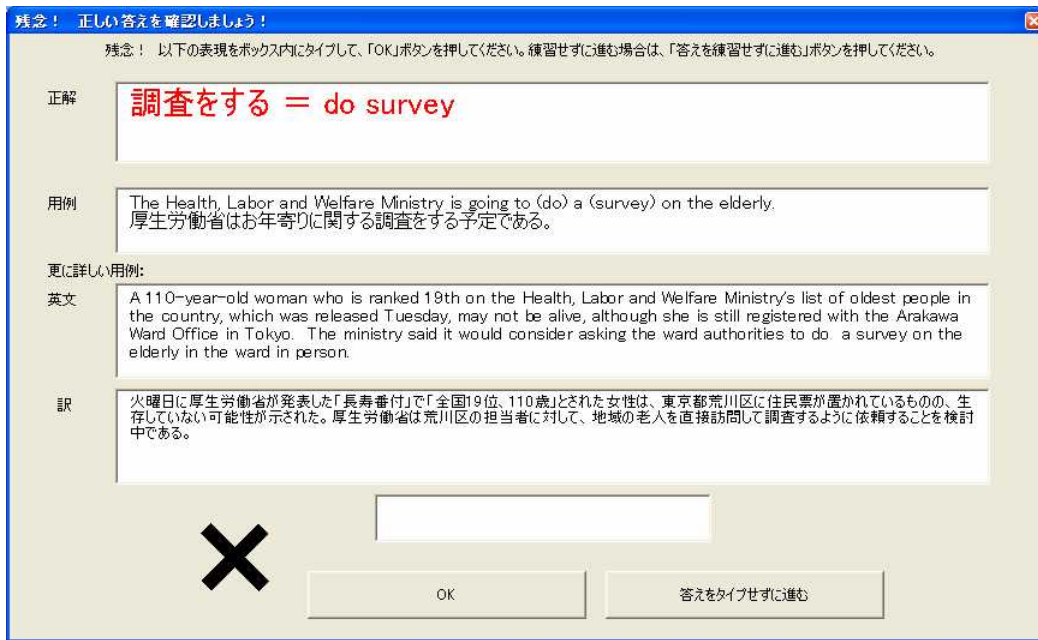 残念！　正しい答えを確認しましょう！
残念！　以下の表現をボックス内にタイプして、「OK」ボタンを押してください。練習せずに進む場合は、「答えを練習せずに進む」ボタンを押してください。
正解
調査をする ＝ do survey
用例
The Health, Labor and Welfare Ministry is going to (do) a (survey) on the elderly.
厚生労働省はお年寄りに関する調査をする予定である。
更に詳しい用例:
英文
A 110-year-old woman who is ranked 19th on the Health, Labor and Welfare Ministry's list of oldest people in
the country, which was released Tuesday, may not be alive, although she is still registered with the Arakawa
Ward Office in Tokyo.  The ministry said it would consider asking the ward authorities to do  a survey on the
elderly in the ward in person.
訳
火曜日に厚生労働省が発表した「長寿番付」で「全国19位、110歳」とされた女性は、東京都荒川区に住民票が置かれているものの、生
存していない可能性が示された。厚生労働省は荒川区の担当者に対して、地域の老人を直接訪問して調査するように依頼することを検討
中である。
OK
答えをタイプせずに進む